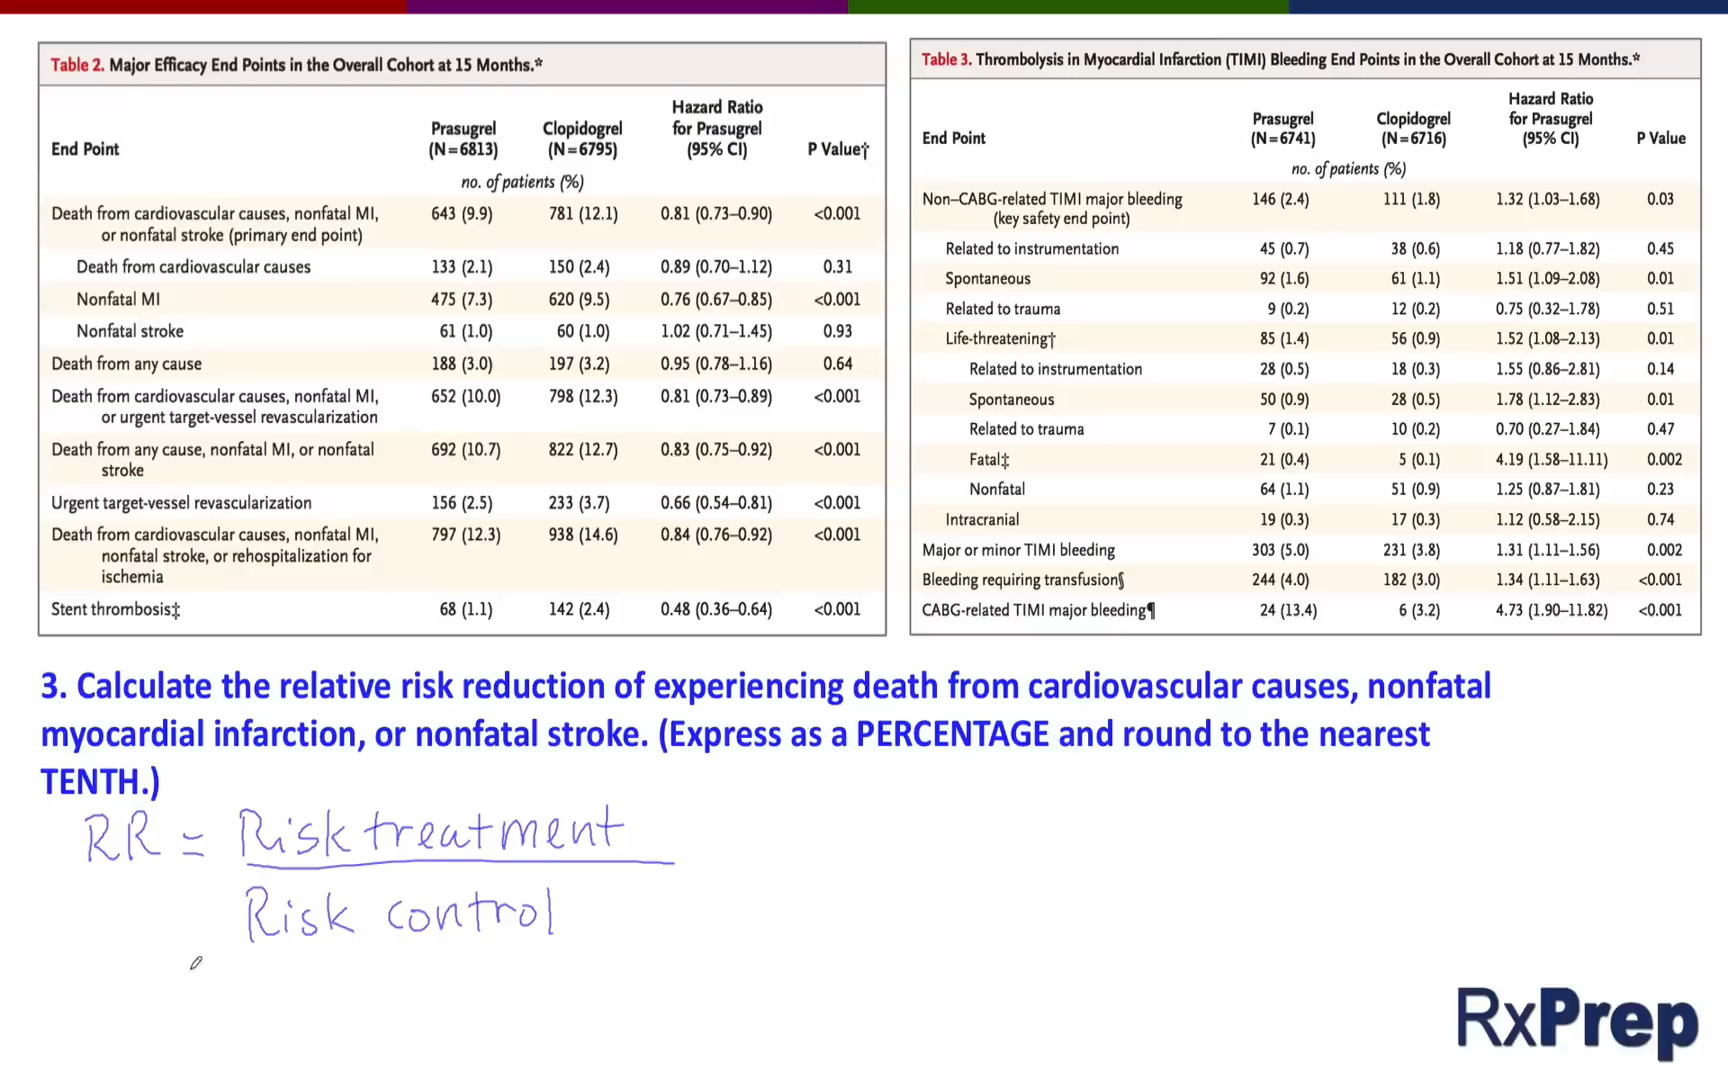 Table 2. Major Efficacy End Points in the Overall Cohort at 15 Months.*
End Point Prasugrel (N=6813) Clopidogrel (N=6795) Hazard Ratio for Prasugrel (95% CI) P Value†
no. of patients (%)
Death from cardiovascular causes, nonfatal MI, or nonfatal stroke (primary end point) 643 (9.9) 781 (12.1) 0.81 (0.73–0.90) <0.001
Death from cardiovascular causes 133 (2.1) 150 (2.4) 0.89 (0.70–1.12) 0.31
Nonfatal MI 475 (7.3) 620 (9.5) 0.76 (0.67–0.85) <0.001
Nonfatal stroke 61 (1.0) 60 (1.0) 1.02 (0.71–1.45) 0.93
Death from any cause 188 (3.0) 197 (3.2) 0.95 (0.78–1.16) 0.64
Death from cardiovascular causes, nonfatal MI, or urgent target-vessel revascularization 652 (10.0) 798 (12.3) 0.81 (0.73–0.89) <0.001
Death from any cause, nonfatal MI, or nonfatal stroke 692 (10.7) 822 (12.7) 0.83 (0.75–0.92) <0.001
Urgent target-vessel revascularization 156 (2.5) 233 (3.7) 0.66 (0.54–0.81) <0.001
Death from cardiovascular causes, nonfatal MI, nonfatal stroke, or rehospitalization for ischemia 797 (12.3) 938 (14.6) 0.84 (0.76–0.92) <0.001
Stent thrombosis‡ 68 (1.1) 142 (2.4) 0.48 (0.36–0.64) <0.001
Table 3. Thrombolysis in Myocardial Infarction (TIMI) Bleeding End Points in the Overall Cohort at 15 Months.*
End Point Prasugrel (N=6741) Clopidogrel (N=6716) Hazard Ratio for Prasugrel (95% CI) P Value
no. of patients (%)
Non–CABG-related TIMI major bleeding (key safety end point) 146 (2.4) 111 (1.8) 1.32 (1.03–1.68) 0.03
Related to instrumentation 45 (0.7) 38 (0.6) 1.18 (0.77–1.82) 0.45
Spontaneous 92 (1.6) 61 (1.1) 1.51 (1.09–2.08) 0.01
Related to trauma 9 (0.2) 12 (0.2) 0.75 (0.32–1.78) 0.51
Life-threatening† 85 (1.4) 56 (0.9) 1.52 (1.08–2.13) 0.01
Related to instrumentation 28 (0.5) 18 (0.3) 1.55 (0.86–2.81) 0.14
Spontaneous 50 (0.9) 28 (0.5) 1.78 (1.12–2.83) 0.01
Related to trauma 7 (0.1) 10 (0.2) 0.70 (0.27–1.84) 0.47
Fatal‡ 21 (0.4) 5 (0.1) 4.19 (1.58–11.11) 0.002
Nonfatal 64 (1.1) 51 (0.9) 1.25 (0.87–1.81) 0.23
Intracranial 19 (0.3) 17 (0.3) 1.12 (0.58–2.15) 0.74
Major or minor TIMI bleeding 303 (5.0) 231 (3.8) 1.31 (1.11–1.56) 0.002
Bleeding requiring transfusion§ 244 (4.0) 182 (3.0) 1.34 (1.11–1.63) <0.001
CABG-related TIMI major bleeding¶ 24 (13.4) 6 (3.2) 4.73 (1.90–11.82) <0.001
3. Calculate the relative risk reduction of experiencing death from cardiovascular causes, nonfatal
myocardial infarction, or nonfatal stroke. (Express as a PERCENTAGE and round to the nearest
TENTH.)
RR = Risk treatment
Risk control
RxPrep